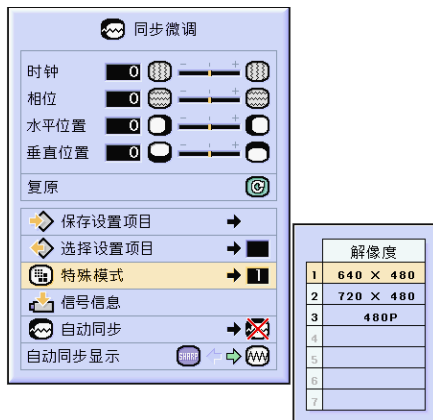 同步微调
时钟 0 - +
相位 0 - +
水平位置 0 - +
垂直位置 0 - +
复原
保存设置项目
选择设置项目
特殊模式 1
信号信息
自动同步
自动同步显示 SHARP
解像度
1 640 × 480
2 720 × 480
3 480P
4
5
6
7